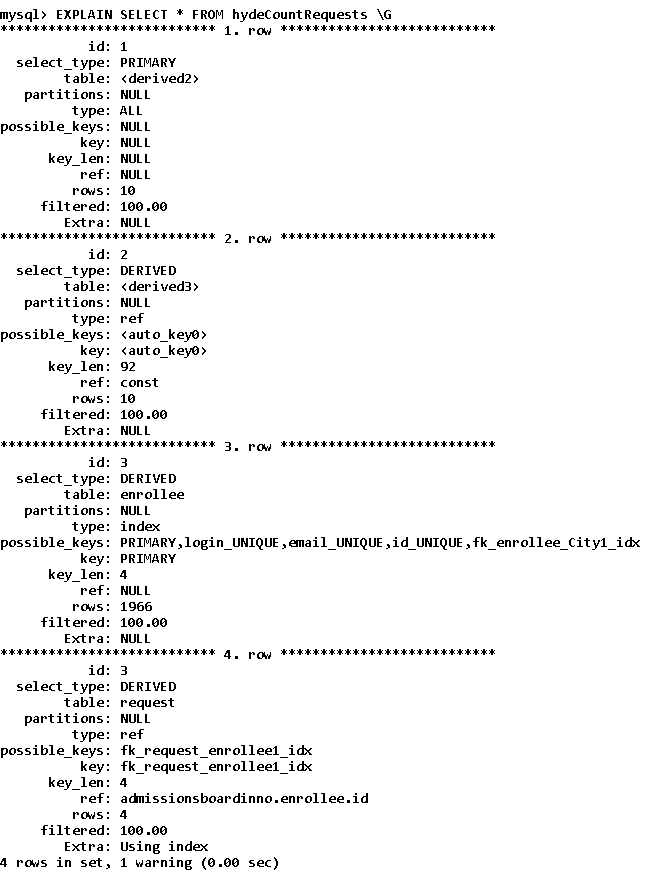 mysql> EXPLAIN SELECT * FROM hydeCountRequests \G
*************************** 1. row ***************************
id: 1
select_type: PRIMARY
table: <derived2>
partitions: NULL
type: ALL
possible_keys: NULL
key: NULL
key_len: NULL
ref: NULL
rows: 10
filtered: 100.00
Extra: NULL
*************************** 2. row ***************************
id: 2
select_type: DERIVED
table: <derived3>
partitions: NULL
type: ref
possible_keys: <auto_key0>
key: <auto_key0>
key_len: 92
ref: const
rows: 10
filtered: 100.00
Extra: NULL
*************************** 3. row ***************************
id: 3
select_type: DERIVED
table: enrollee
partitions: NULL
type: index
possible_keys: PRIMARY,login_UNIQUE,email_UNIQUE,id_UNIQUE,fk_enrollee_City1_idx
key: PRIMARY
key_len: 4
ref: NULL
rows: 1966
filtered: 100.00
Extra: NULL
*************************** 4. row ***************************
id: 3
select_type: DERIVED
table: request
partitions: NULL
type: ref
possible_keys: fk_request_enrollee1_idx
key: fk_request_enrollee1_idx
key_len: 4
ref: admissionsboardinno.enrollee.id
rows: 4
filtered: 100.00
Extra: Using index
4 rows in set, 1 warning (0.00 sec)